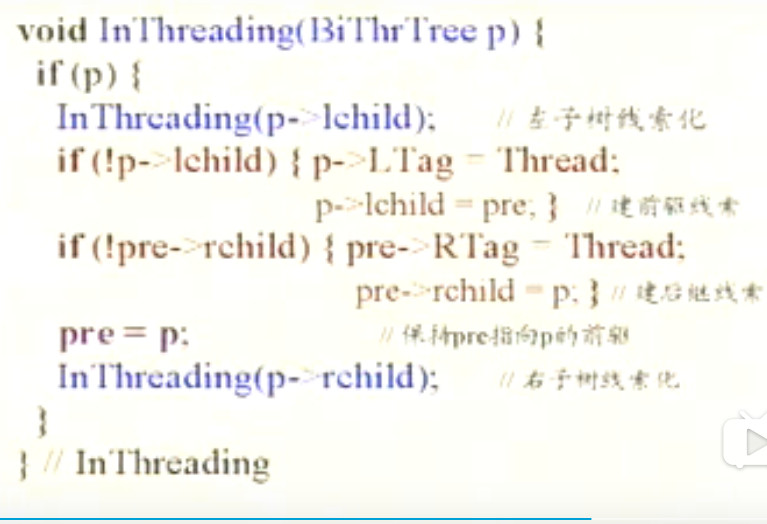 void InThreading(BiThrTree p) {
if (p) {
InThreading(p->lchild); // 左子树线索化
if (!p->lchild) { p->LTag = Thread;
p->lchild = pre; } // 建前驱线索
if (!pre->rchild) { pre->RTag = Thread;
pre->rchild = p; } // 建后继线索
pre = p; // 保持pre指向p的前驱
InThreading(p->rchild); // 右子树线索化
}
} // InThreading